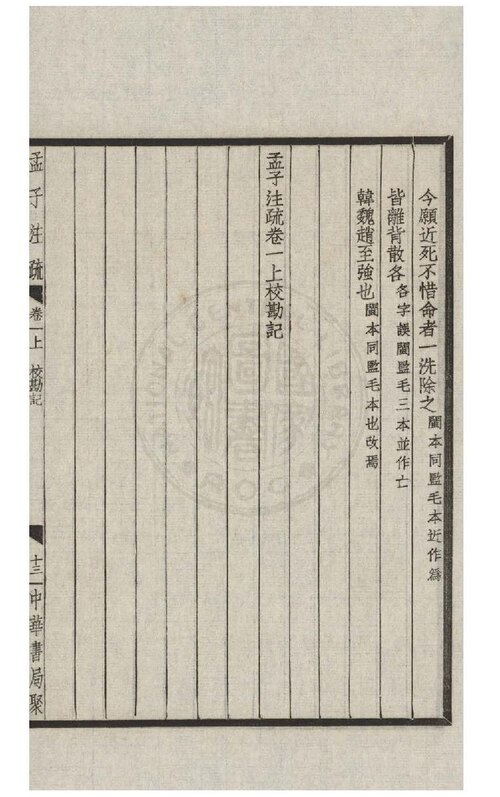 今願近死不惜命者一洗除之 閩本同監毛本近作爲
皆離背散各 各字誤閩監毛三本並作亡
韓魏趙至強也 閩本同監毛本也改焉
孟子注疏卷一上校勘記
孟子注疏 卷一上 校勘記 十三 中華書局聚